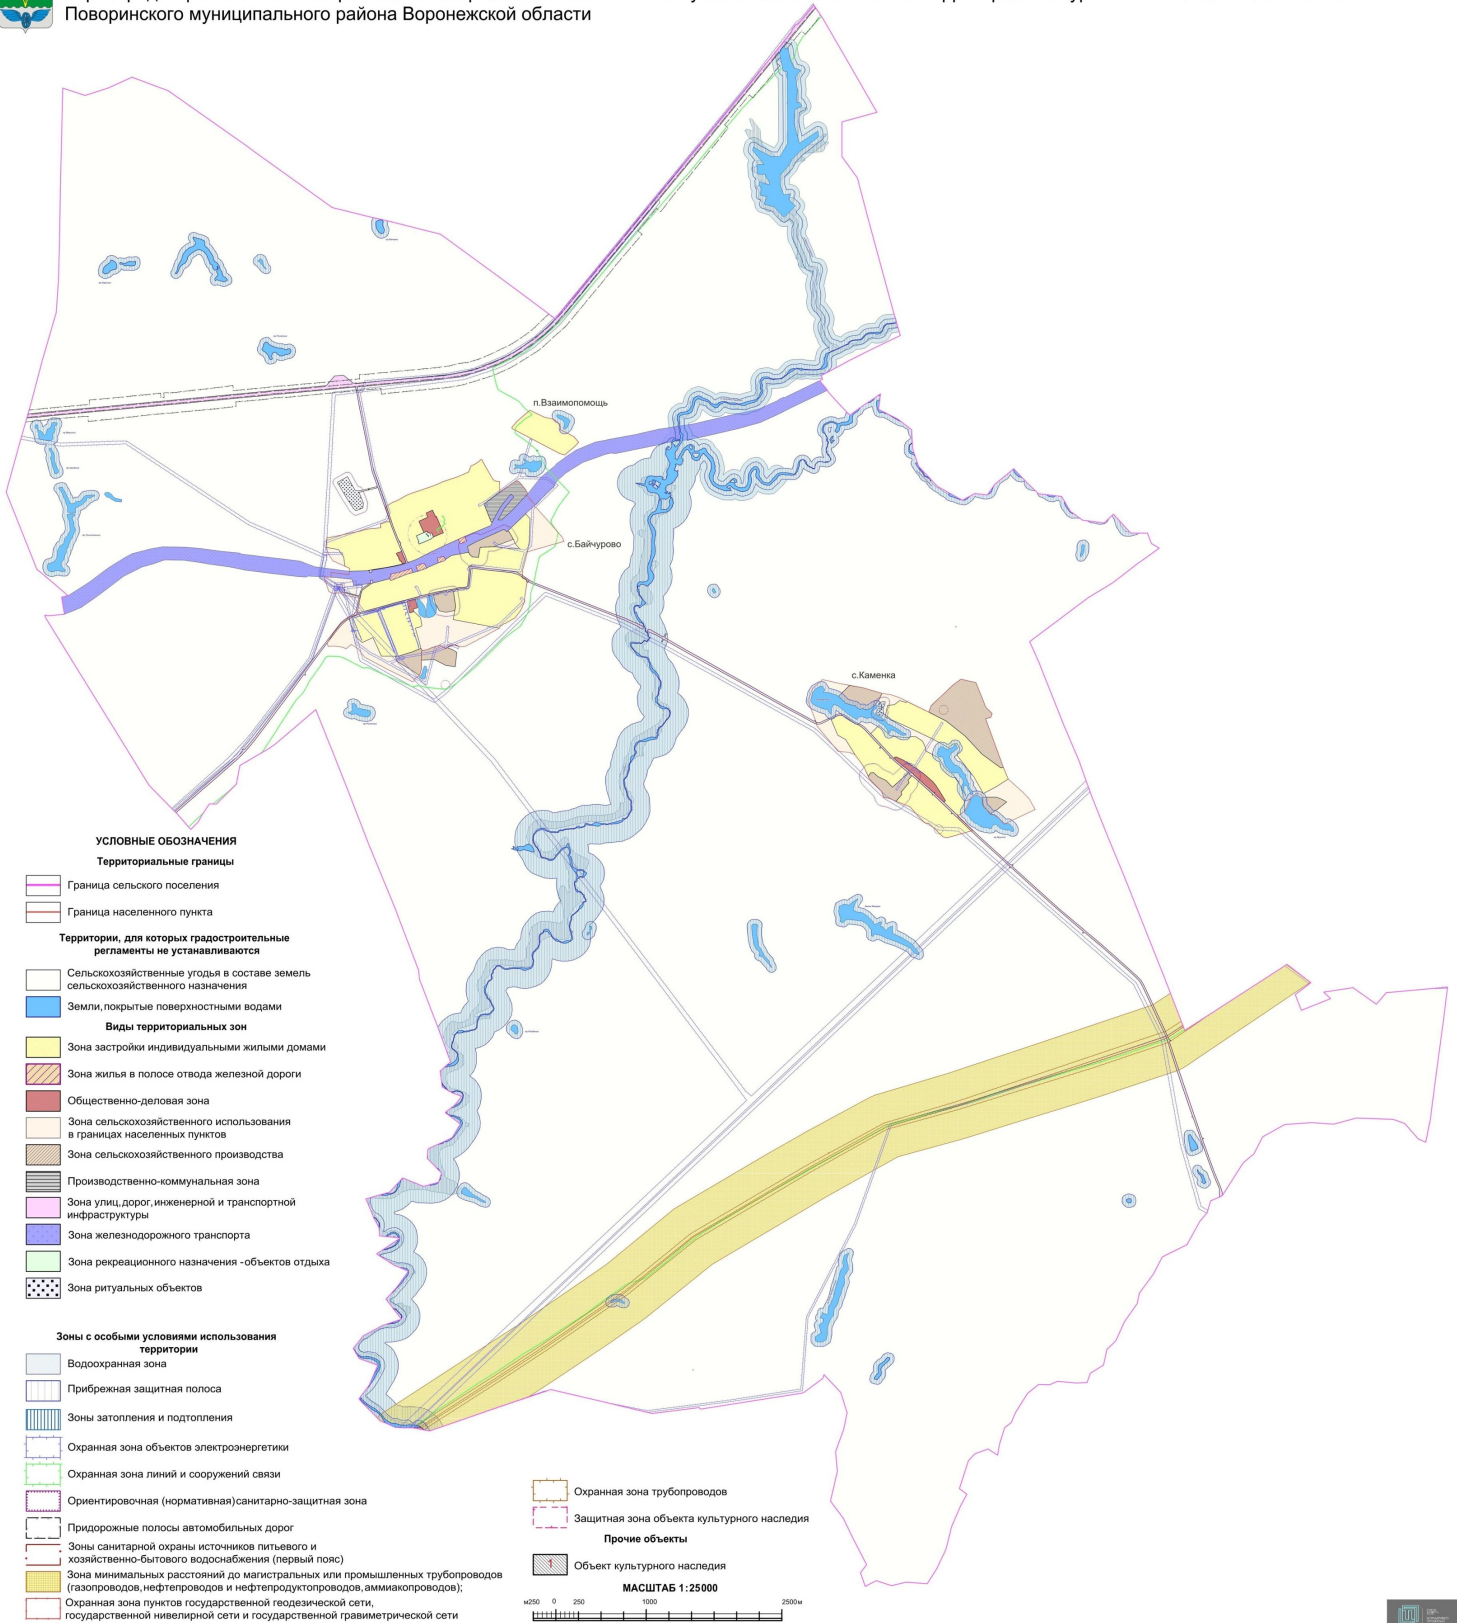 Поворинского муниципального района Воронежской области
п.Взаимопомощь
с.Байчурово
с.Каменка
УСЛОВНЫЕ ОБОЗНАЧЕНИЯ
Территориальные границы
Граница сельского поселения
Граница населенного пункта
Территории, для которых градостроительные
регламенты не устанавливаются
Сельскохозяйственные угодья в составе земель
сельскохозяйственного назначения
Земли,покрытые поверхностными водами
Виды территориальных зон
Зона застройки индивидуальными жилыми домами
Зона жилья в полосе отвода железной дороги
Общественно-деловая зона
Зона сельскохозяйственного использования
в границах населенных пунктов
Зона сельскохозяйственного производства
Производственно-коммунальная зона
Зона улиц,дорог,инженерной и транспортной
инфраструктуры
Зона железнодорожного транспорта
Зона рекреационного назначения -объектов отдыха
Зона ритуальных объектов
Зоны с особыми условиями использования
территории
Водоохранная зона
Прибрежная защитная полоса
Зоны затопления и подтопления
Охранная зона объектов электроэнергетики
Охранная зона линий и сооружений связи
Ориентировочная (нормативная)санитарно-защитная зона
Придорожные полосы автомобильных дорог
Зоны санитарной охраны источников питьевого и
хозяйственно-бытового водоснабжения (первый пояс)
Зона минимальных расстояний до магистральных или промышленных трубопроводов
(газопроводов,нефтепроводов и нефтепродуктопроводов,аммиакопроводов);
Охранная зона пунктов государственной геодезической сети,
государственной нивелирной сети и государственной гравиметрической сети
Охранная зона трубопроводов
Защитная зона объекта культурного наследия
Прочие объекты
1
Объект культурного наследия
МАСШТАБ 1:25000
м250 0 250 1000 2500м